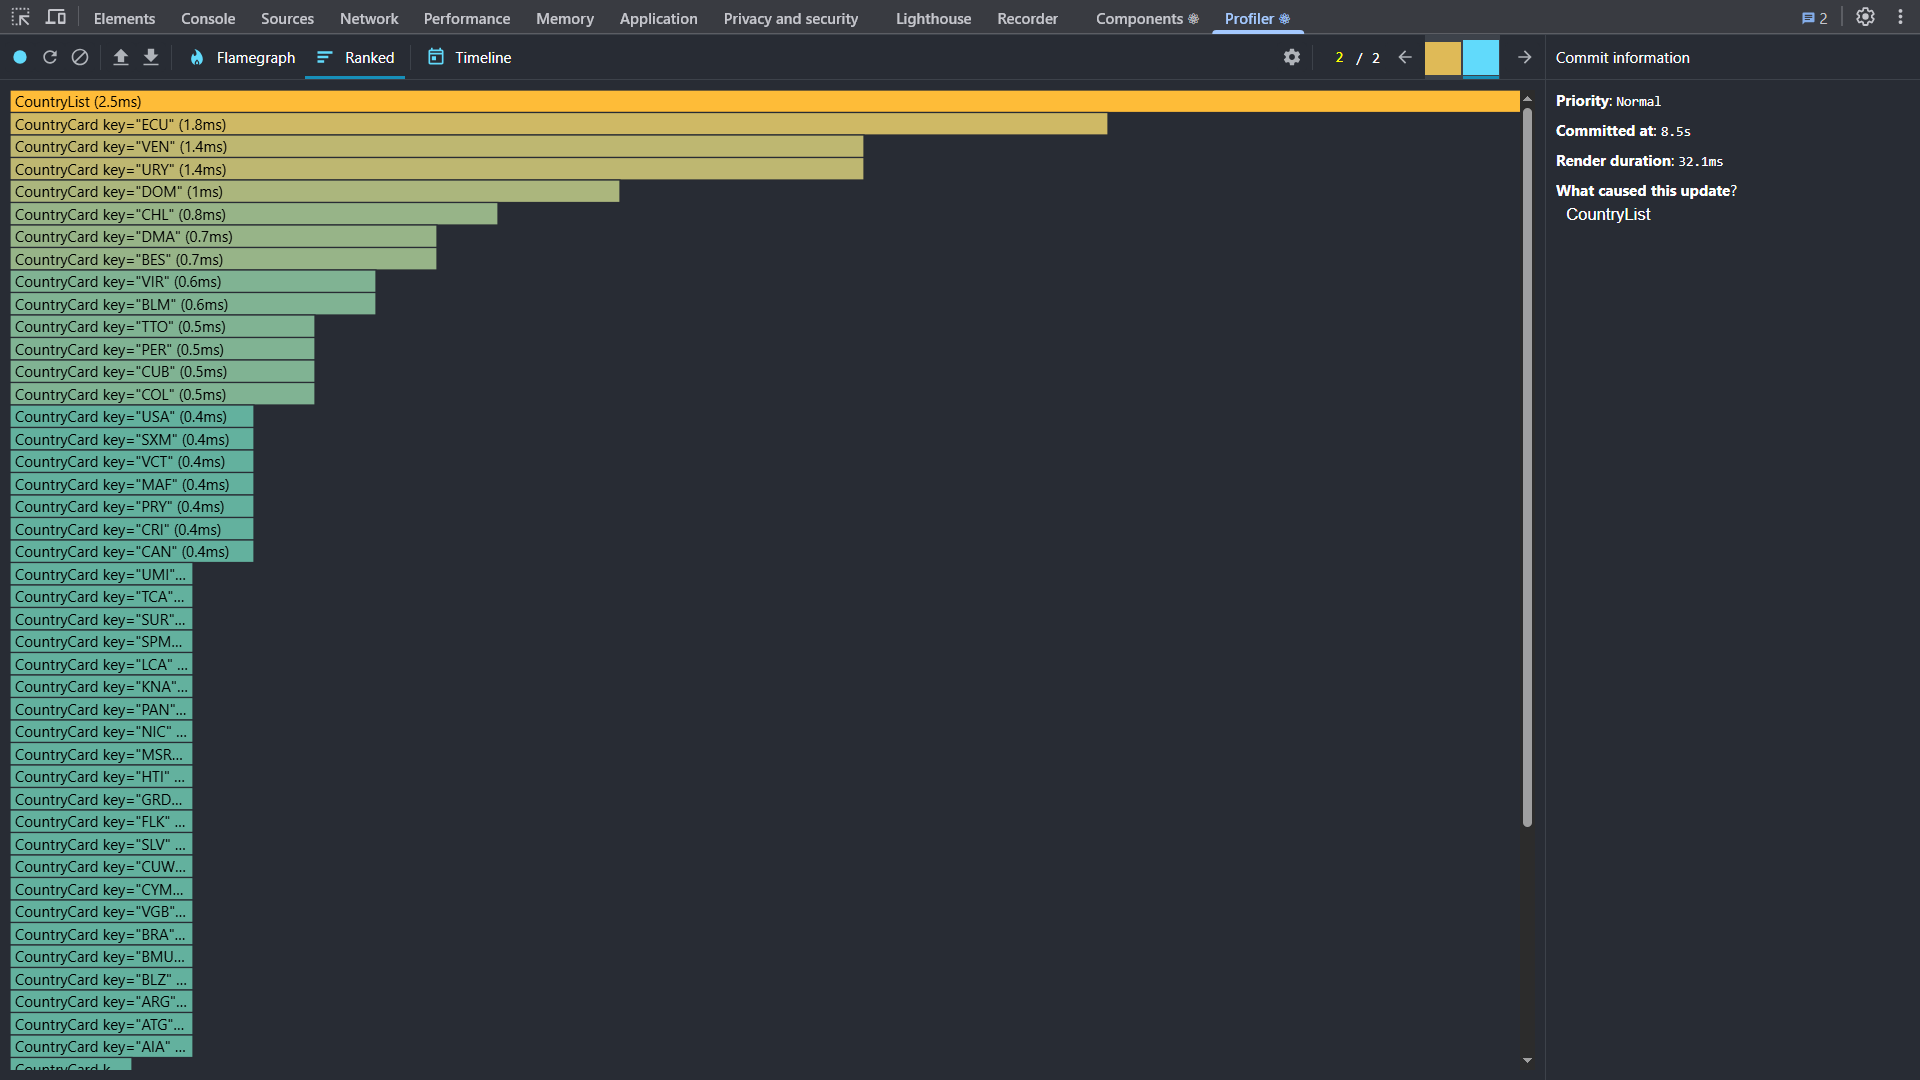 Elements Console Sources Network Performance Memory Application Privacy and security Lighthouse Recorder Components Profiler 2
Flamegraph Ranked Timeline 2 / 2 Commit information
CountryList (2.5ms)
CountryCard key="ECU" (1.8ms)
CountryCard key="VEN" (1.4ms)
CountryCard key="URY" (1.4ms)
CountryCard key="DOM" (1ms)
CountryCard key="CHL" (0.8ms)
CountryCard key="DMA" (0.7ms)
CountryCard key="BES" (0.7ms)
CountryCard key="VIR" (0.6ms)
CountryCard key="BLM" (0.6ms)
CountryCard key="TTO" (0.5ms)
CountryCard key="PER" (0.5ms)
CountryCard key="CUB" (0.5ms)
CountryCard key="COL" (0.5ms)
CountryCard key="USA" (0.4ms)
CountryCard key="SXM" (0.4ms)
CountryCard key="VCT" (0.4ms)
CountryCard key="MAF" (0.4ms)
CountryCard key="PRY" (0.4ms)
CountryCard key="CRI" (0.4ms)
CountryCard key="CAN" (0.4ms)
CountryCard key="UMI"...
CountryCard key="TCA"...
CountryCard key="SUR"...
CountryCard key="SPM...
CountryCard key="LCA" ...
CountryCard key="KNA"...
CountryCard key="PAN"...
CountryCard key="NIC" ...
CountryCard key="MSR...
CountryCard key="HTI" ...
CountryCard key="GRD...
CountryCard key="FLK" ...
CountryCard key="SLV" ...
CountryCard key="CUW...
CountryCard key="CYM...
CountryCard key="VGB"...
CountryCard key="BRA"...
CountryCard key="BMU...
CountryCard key="BLZ" ...
CountryCard key="ARG"...
CountryCard key="ATG"...
CountryCard key="AIA" ...
CountryCard k...
Priority: Normal
Committed at: 8.5s
Render duration: 32.1ms
What caused this update?
CountryList